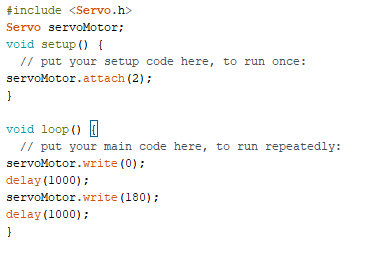 #include <Servo.h>
Servo servoMotor;
void setup() {
  // put your setup code here, to run once:
servoMotor.attach(2);
}

void loop() {
  // put your main code here, to run repeatedly:
servoMotor.write(0);
delay(1000);
servoMotor.write(180);
delay(1000);
}